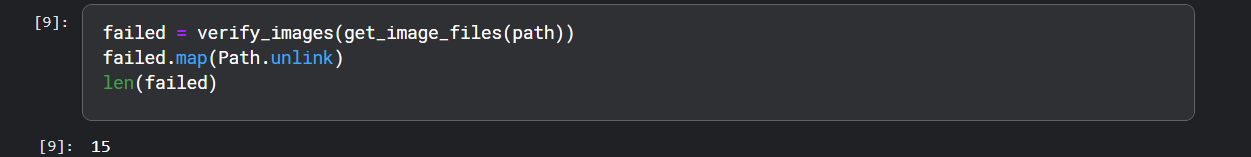 [9]:
failed = verify_images(get_image_files(path))
failed.map(Path.unlink)
len(failed)
[9]: 15